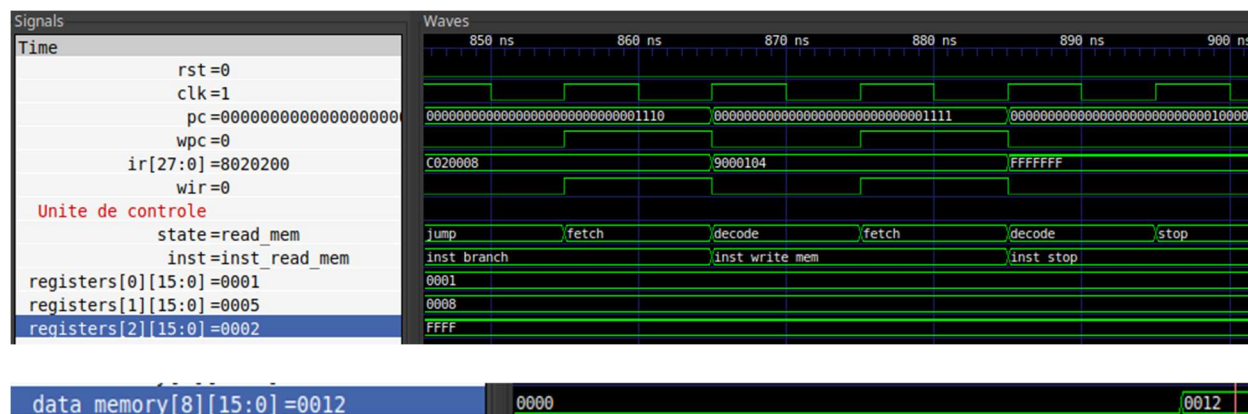 Signals
Waves
Time
850 ns 860 ns 870 ns 880 ns 890 ns 900 ns
rst=0
clk=1
pc=00000000000000000000 00000000000000000000000000001110 00000000000000000000000000001111 0000000000000000000000000010000
wpc=0
ir[27:0]=8020200 C020008 9000104 FFFFFFF
wir=0
Unite de controle
state=read_mem jump fetch decode fetch decode stop
inst=inst_read_mem inst branch inst write mem inst stop
registers[0][15:0]=0001 0001
registers[1][15:0]=0005 0008
registers[2][15:0]=0002 FFFF
data memory[8][15:0]=0012 0000 0012